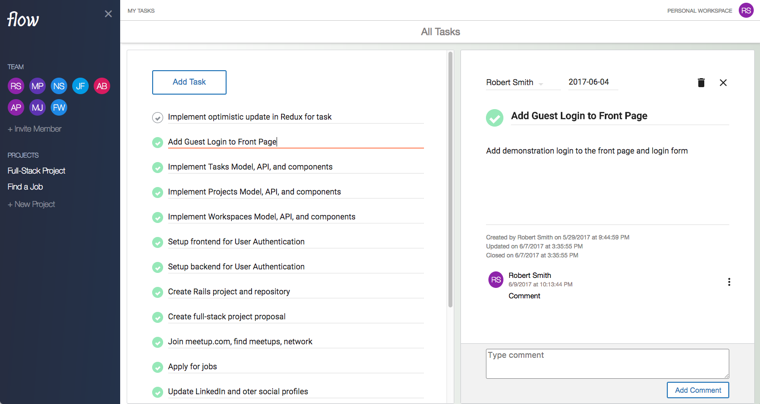 flow
TEAM
RS MP NS JF AB
AP MJ FW
+ Invite Member
PROJECTS
Full-Stack Project
Find a Job
+ New Project
MY TASKS
PERSONAL WORKSPACE RS
All Tasks
Add Task
Implement optimistic update in Redux for task
Add Guest Login to Front Page
Implement Tasks Model, API, and components
Implement Projects Model, API, and components
Implement Workspaces Model, API, and components
Setup frontend for User Authentication
Setup backend for User Authentication
Create Rails project and repository
Create full-stack project proposal
Join meetup.com, find meetups, network
Apply for jobs
Update LinkedIn and oter social profiles
Robert Smith 2017-06-04
Add Guest Login to Front Page
Add demonstration login to the front page and login form
Created by Robert Smith on 5/29/2017 at 9:44:59 PM
Updated on 6/7/2017 at 3:35:55 PM
Closed on 6/7/2017 at 3:35:55 PM
RS Robert Smith
6/9/2017 at 10:13:44 PM
Comment
Type comment
Add Comment